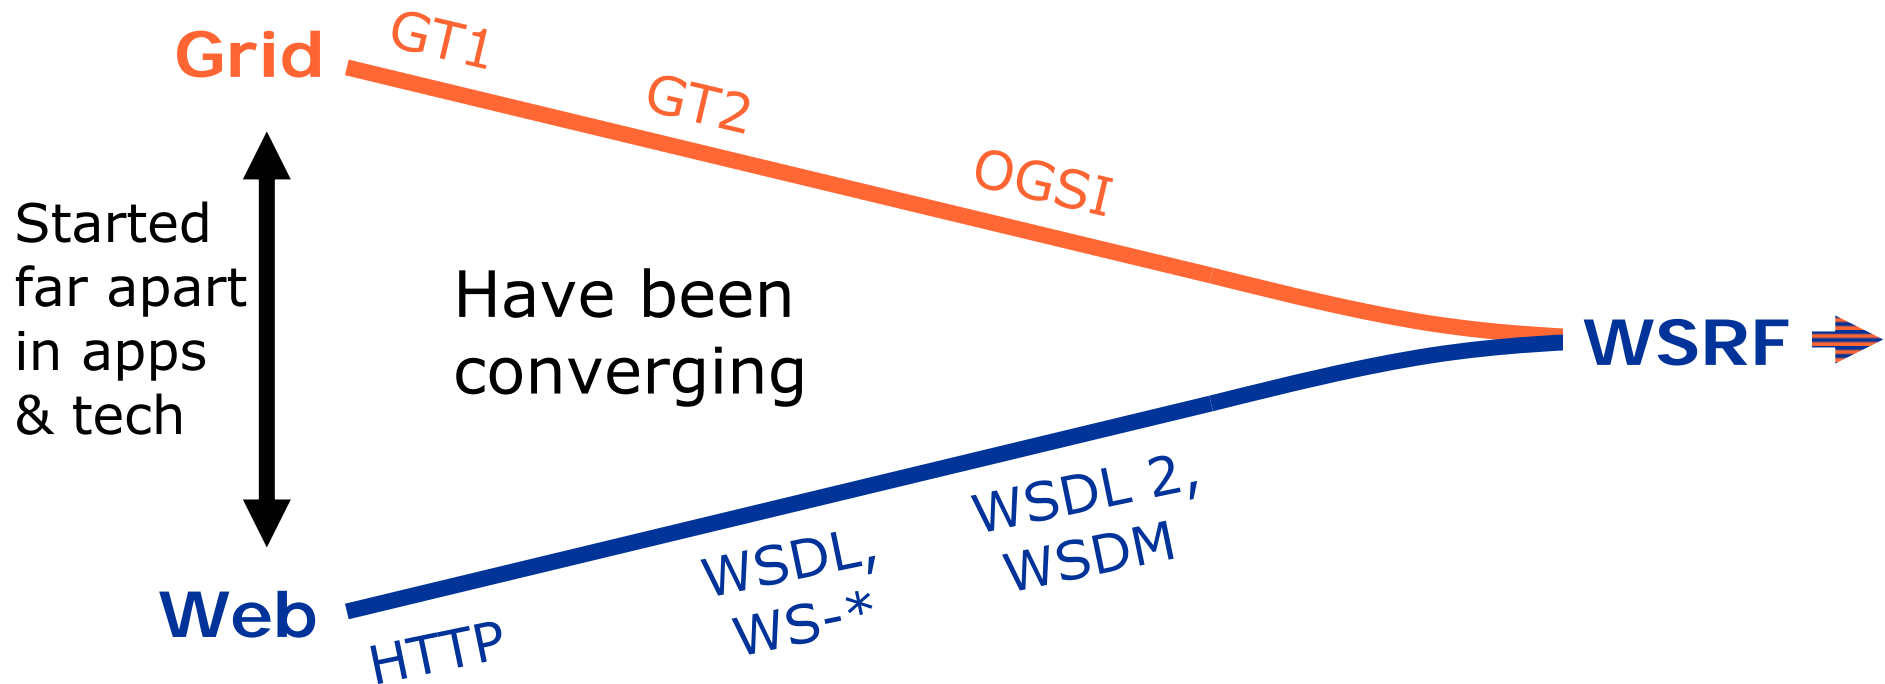 Grid
GT1
GT2
OGSI
Started
far apart
in apps
& tech
Have been
converging
WSRF
WSDL 2,
WSDM
WSDL,
WS-*
Web
HTTP